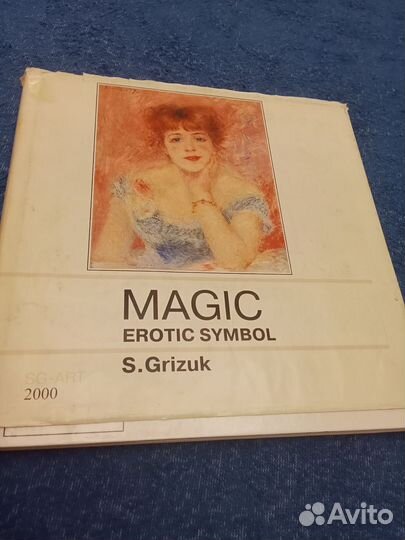 MAGIC
EROTIC SYMBOL
S.Grizuk
SG-ART
2000
Avito